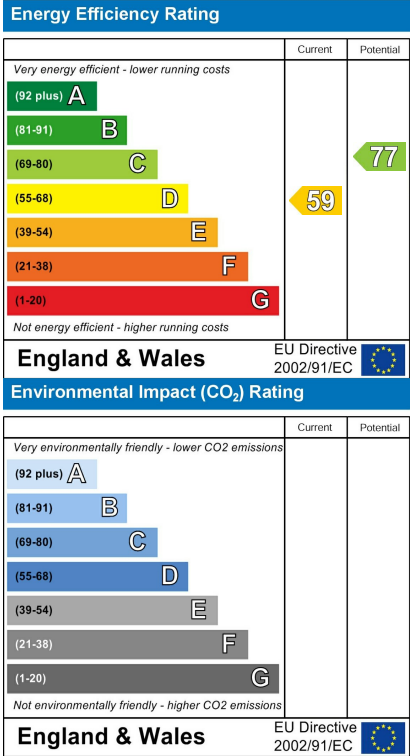 Energy Efficiency Rating
Current Potential
Very energy efficient - lower running costs
(92 plus) A
(81-91) B
(69-80) C
77
(55-68) D
59
(39-54) E
(21-38) F
(1-20) G
Not energy efficient - higher running costs
England & Wales
EU Directive
2002/91/EC
Environmental Impact (CO₂) Rating
Current Potential
Very environmentally friendly - lower CO2 emissions
(92 plus) A
(81-91) B
(69-80) C
(55-68) D
(39-54) E
(21-38) F
(1-20) G
Not environmentally friendly - higher CO2 emissions
England & Wales
EU Directive
2002/91/EC